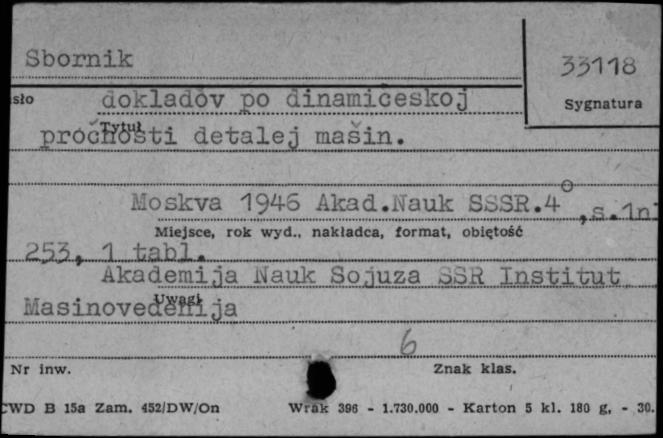 Sbornik
33118
sło
dokladov po dinamičeskoj
Sygnatura
Tytuł
pročnosti detalej mašin.
Moskva 1946 Akad.Nauk SSSR.4°,s.1nl
Miejsce, rok wyd., nakładca, format, objętość
253, 1 tabl.
Akademija Nauk Sojuza SSR Institut
Uwagi
Masinovedenija
6
Nr inw.
Znak klas.
CWD B 15a Zam. 452/DW/On
Wrak 396 - 1.730.000 - Karton 5 kl. 180 g, - 30.